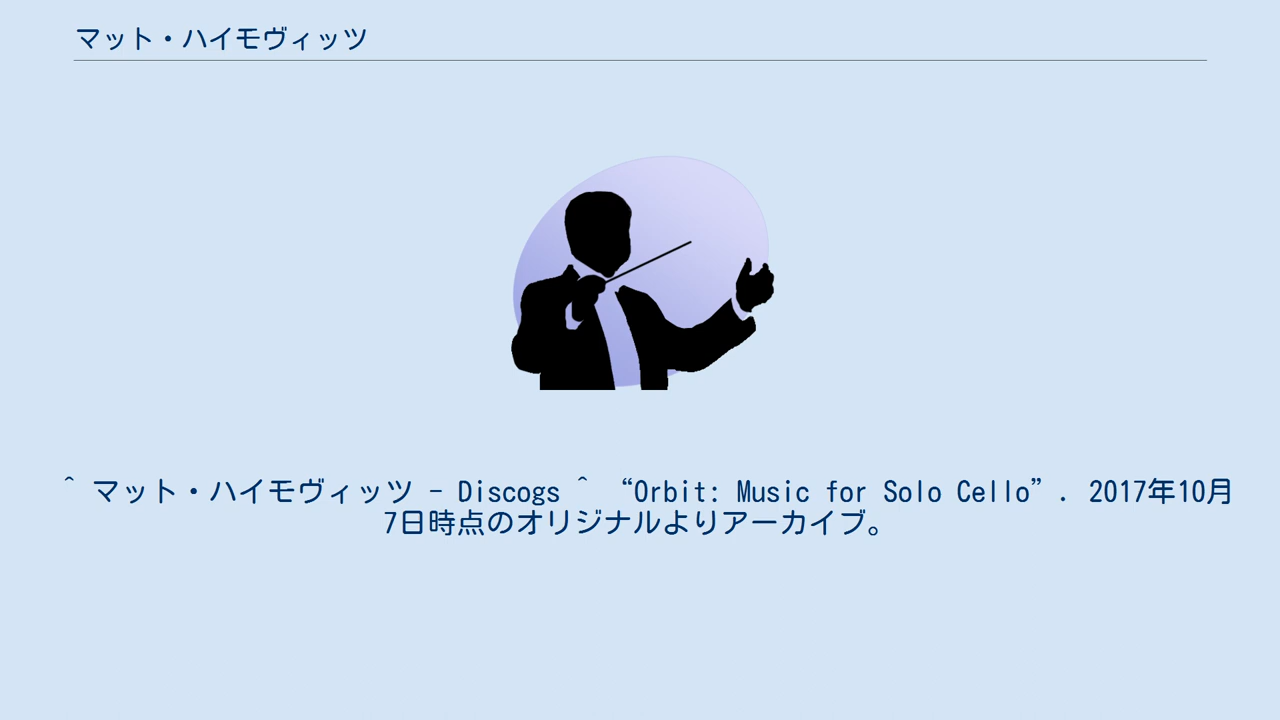 マット・ハイモヴィッツ
^ マット・ハイモヴィッツ - Discogs ^ “Orbit: Music for Solo Cello”. 2017年10月
7日時点のオリジナルよりアーカイブ。